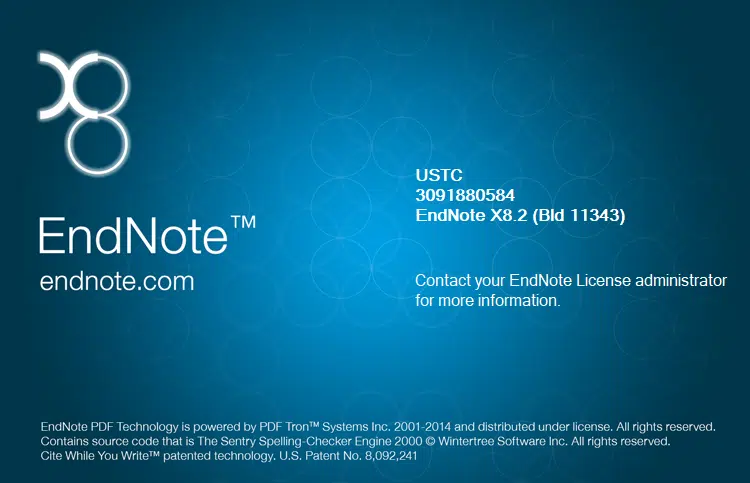 X8
EndNote™
endnote.com
USTC
3091880584
EndNote X8.2 (Bld 11343)
Contact your EndNote License administrator
for more information.
EndNote PDF Technology is powered by PDF Tron™ Systems Inc. 2001-2014 and distributed under license. All rights reserved.
Contains source code that is The Sentry Spelling-Checker Engine 2000 © Wintertree Software Inc. All rights reserved.
Cite While You Write™ patented technology. U.S. Patent No. 8,092,241